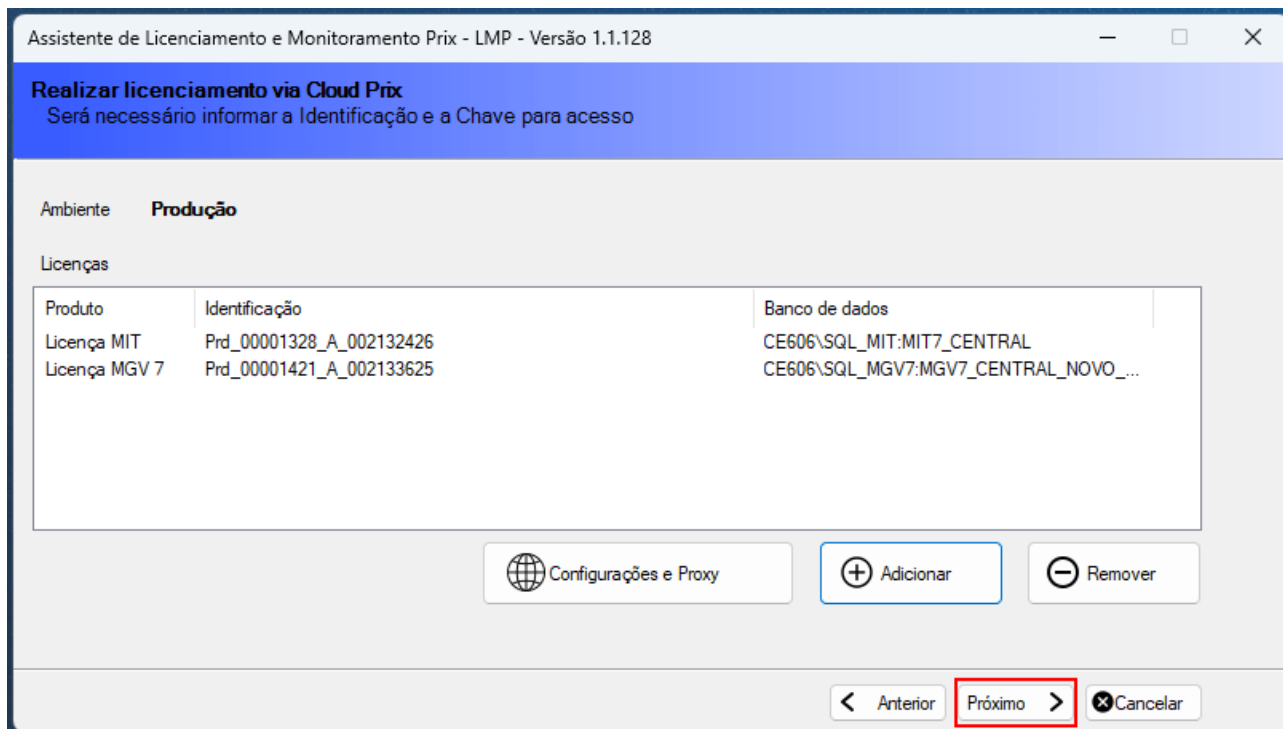 Assistente de Licenciamento e Monitoramento Prix - LMP - Versão 1.1.128
Realizar licenciamento via Cloud Prix
Será necessário informar a Identificação e a Chave para acesso
Ambiente Produção
Licenças
Produto Identificação Banco de dados
Licença MIT Prd_00001328_A_002132426 CE606\SQL_MIT:MIT7_CENTRAL
Licença MGV 7 Prd_00001421_A_002133625 CE606\SQL_MGV7:MGV7_CENTRAL_NOVO_...
Configurações e Proxy Adicionar Remover
Anterior Próximo Cancelar